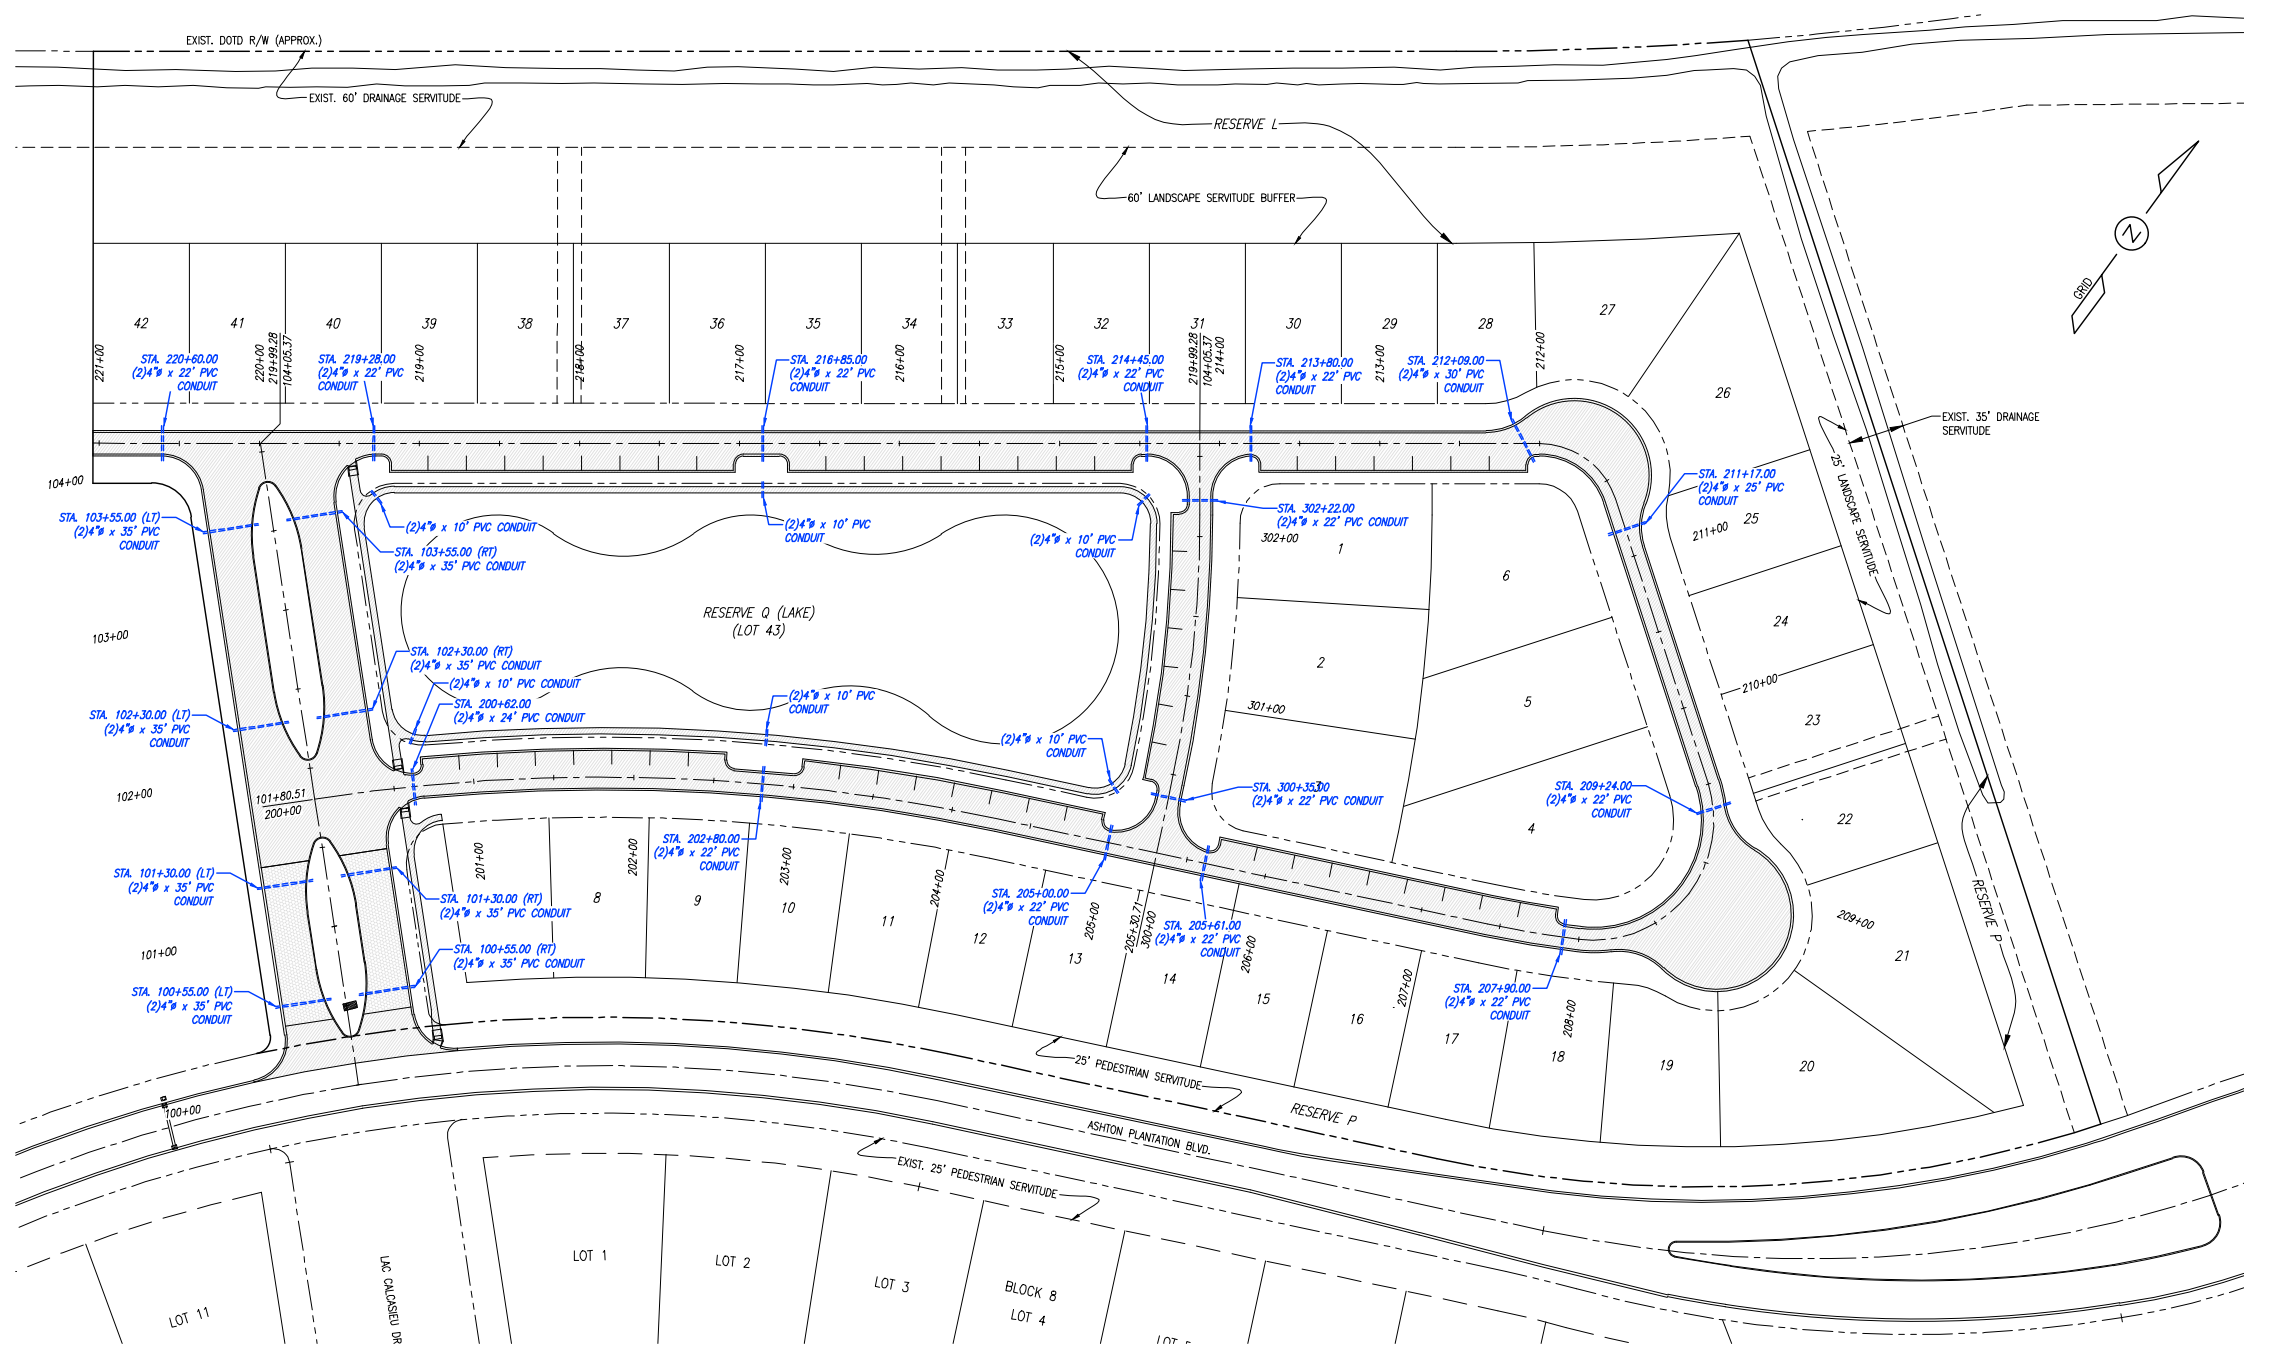 EXIST. DOTD R/W (APPROX.)
EXIST. 60' DRAINAGE SERVITUDE
RESERVE L
60' LANDSCAPE SERVITUDE BUFFER
GRID
N
42
41
40
39
38
37
36
35
34
33
32
31
30
29
28
27
26
221+00
220+00
219+99.28
104+05.37
219+00
218+00
217+00
216+00
215+00
219+99.28
104+05.37
214+00
213+00
212+00
STA. 220+60.00
(2)4"ø x 22' PVC
CONDUIT
STA. 219+28.00
(2)4"ø x 22' PVC
CONDUIT
STA. 216+85.00
(2)4"ø x 22' PVC
CONDUIT
STA. 214+45.00
(2)4"ø x 22' PVC
CONDUIT
STA. 213+80.00
(2)4"ø x 22' PVC
CONDUIT
STA. 212+09.00
(2)4"ø x 30' PVC
CONDUIT
EXIST. 35' DRAINAGE
SERVITUDE
25' LANDSCAPE SERVITUDE
STA. 211+17.00
(2)4"ø x 25' PVC
CONDUIT
25
211+00
104+00
STA. 103+55.00 (LT)
(2)4"ø x 35' PVC
CONDUIT
(2)4"ø x 10' PVC CONDUIT
STA. 103+55.00 (RT)
(2)4"ø x 35' PVC CONDUIT
(2)4"ø x 10' PVC
CONDUIT
(2)4"ø x 10' PVC
CONDUIT
STA. 302+22.00
(2)4"ø x 22' PVC CONDUIT
302+00
1
6
24
RESERVE Q (LAKE)
(LOT 43)
103+00
STA. 102+30.00 (RT)
(2)4"ø x 35' PVC CONDUIT
(2)4"ø x 10' PVC CONDUIT
STA. 200+62.00
(2)4"ø x 24' PVC CONDUIT
(2)4"ø x 10' PVC
CONDUIT
2
5
210+00
23
301+00
STA. 102+30.00 (LT)
(2)4"ø x 35' PVC
CONDUIT
(2)4"ø x 10' PVC
CONDUIT
102+00
101+80.51
200+00
STA. 300+35.00
(2)4"ø x 22' PVC CONDUIT
3
STA. 209+24.00
(2)4"ø x 22' PVC
CONDUIT
4
22
STA. 202+80.00
(2)4"ø x 22' PVC
CONDUIT
201+00
202+00
203+00
204+00
205+00
205+30.71
300+00
206+00
207+00
208+00
209+00
STA. 101+30.00 (LT)
(2)4"ø x 35' PVC
CONDUIT
STA. 101+30.00 (RT)
(2)4"ø x 35' PVC CONDUIT
8
9
10
11
12
13
14
15
16
17
18
19
20
21
STA. 205+00.00
(2)4"ø x 22' PVC
CONDUIT
STA. 205+61.00
(2)4"ø x 22' PVC
CONDUIT
STA. 207+90.00
(2)4"ø x 22' PVC
CONDUIT
RESERVE P
101+00
STA. 100+55.00 (RT)
(2)4"ø x 35' PVC CONDUIT
STA. 100+55.00 (LT)
(2)4"ø x 35' PVC
CONDUIT
25' PEDESTRIAN SERVITUDE
RESERVE P
100+00
ASHTON PLANTATION BLVD.
EXIST. 25' PEDESTRIAN SERVITUDE
LAC CALCASIEU DR
LOT 11
LOT 1
LOT 2
LOT 3
BLOCK 8
LOT 4